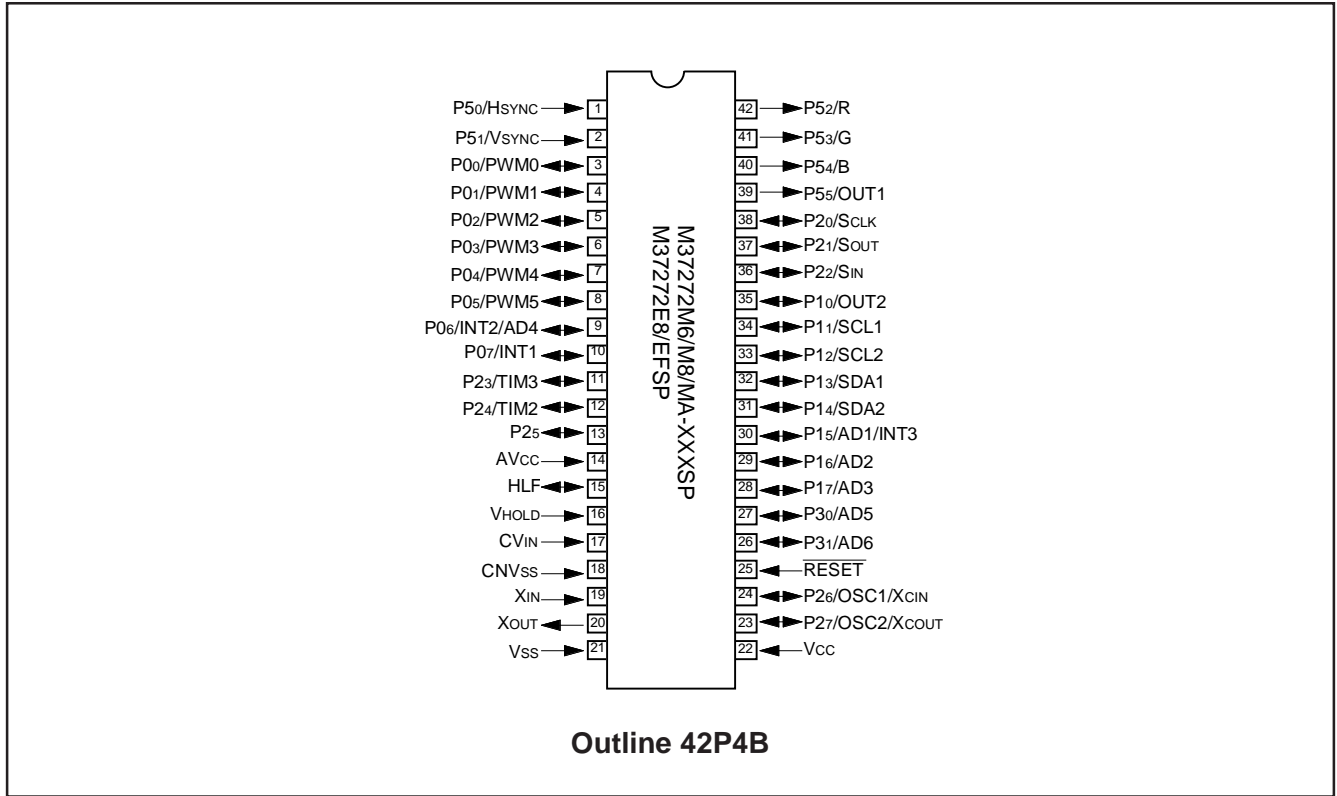 P50/HSYNC 1
P51/VSYNC 2
P00/PWM0 3
P01/PWM1 4
P02/PWM2 5
P03/PWM3 6
P04/PWM4 7
P05/PWM5 8
P06/INT2/AD4 9
P07/INT1 10
P23/TIM3 11
P24/TIM2 12
P25 13
AVCC 14
HLF 15
VHOLD 16
CVIN 17
CNVSS 18
XIN 19
XOUT 20
VSS 21
M37272M6/M8/MA-XXXSP
M37272E8/EFSP
42 P52/R
41 P53/G
40 P54/B
39 P55/OUT1
38 P20/SCLK
37 P21/SOUT
36 P22/SIN
35 P10/OUT2
34 P11/SCL1
33 P12/SCL2
32 P13/SDA1
31 P14/SDA2
30 P15/AD1/INT3
29 P16/AD2
28 P17/AD3
27 P30/AD5
26 P31/AD6
25 RESET
24 P26/OSC1/XCIN
23 P27/OSC2/XCOUT
22 VCC
Outline 42P4B